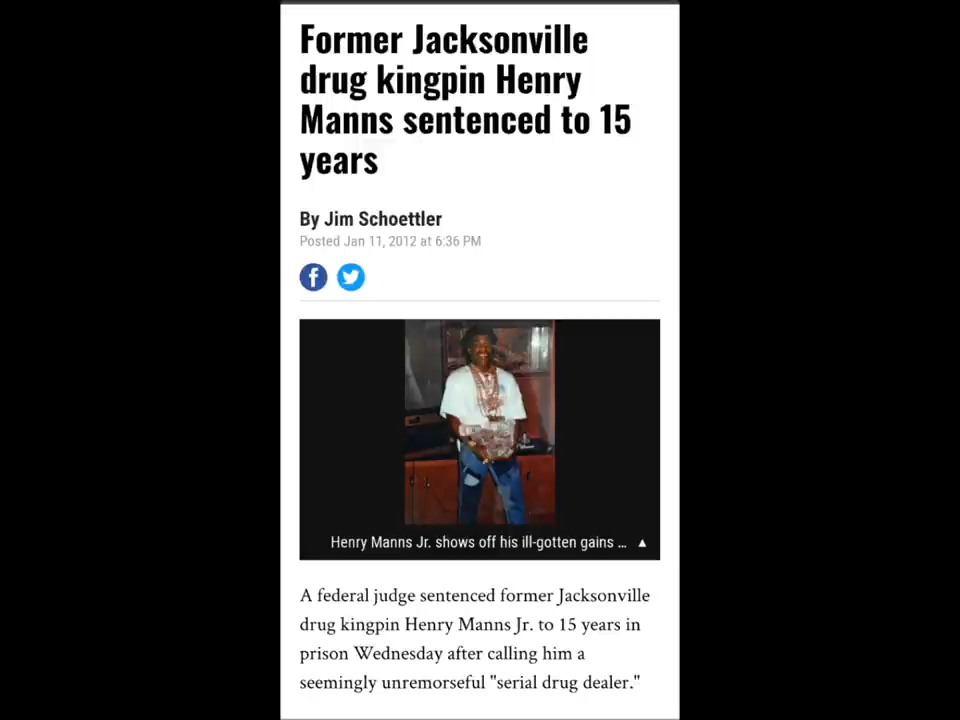 Former Jacksonville
drug kingpin Henry
Manns sentenced to 15
years
By Jim Schoettler
Posted Jan 11, 2012 at 6:36 PM
Henry Manns Jr. shows off his ill-gotten gains ...
A federal judge sentenced former Jacksonville
drug kingpin Henry Manns Jr. to 15 years in
prison Wednesday after calling him a
seemingly unremorseful "serial drug dealer."